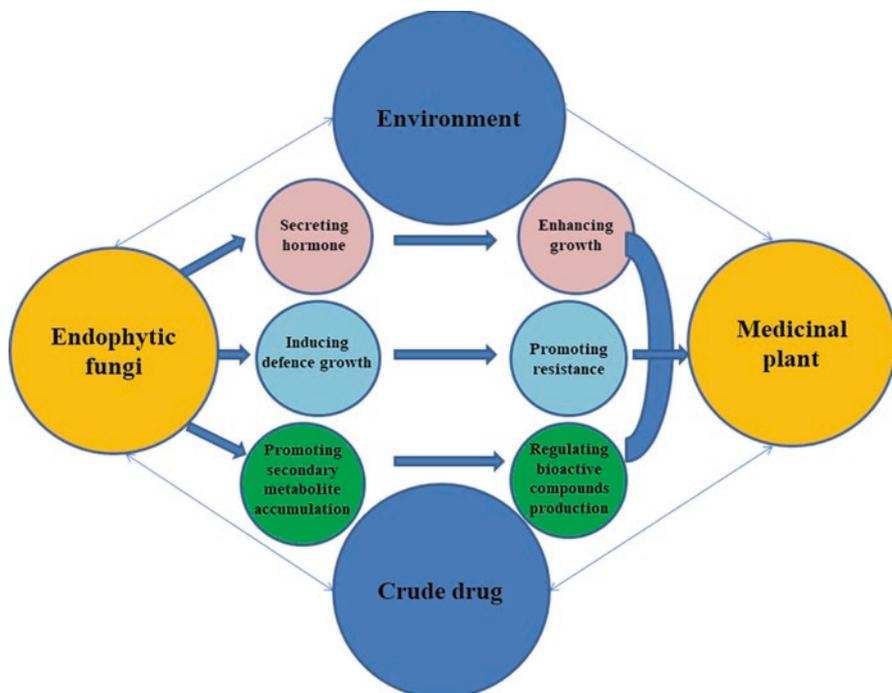 Environment
Secreting
hormone
Enhancing
growth
Endophytic
fungi
Inducing
defence growth
Promoting
resistance
Medicinal
plant
Promoting
secondary
metabolite
accumulation
Regulating
bioactive
compounds
production
Crude drug